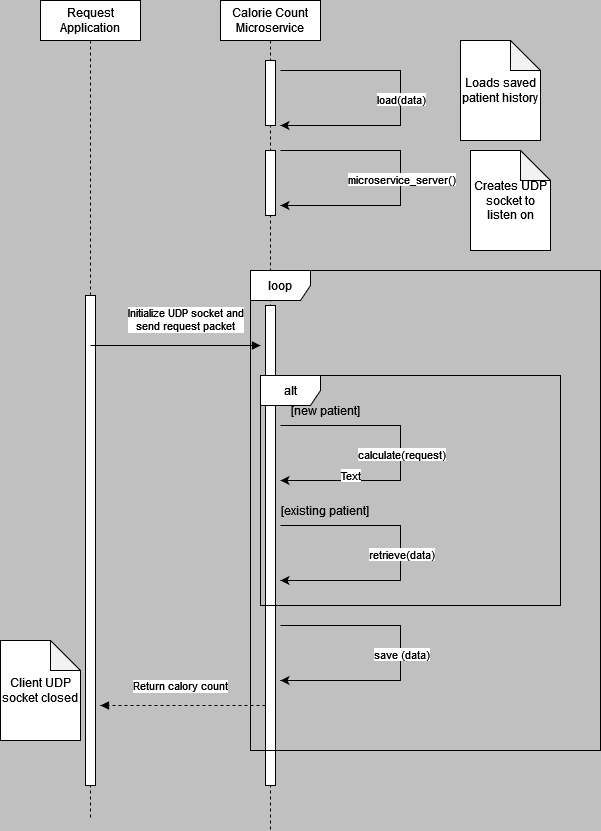 Request
Application
Calorie Count
Microservice
load(data)
Loads saved
patient history
microservice_server()
Creates UDP
socket to
listen on
loop
Initialize UDP socket and
send request packet
alt
[new patient]
calculate(request)
Text
[existing patient]
retrieve(data)
save (data)
Client UDP
socket closed
Return calory count